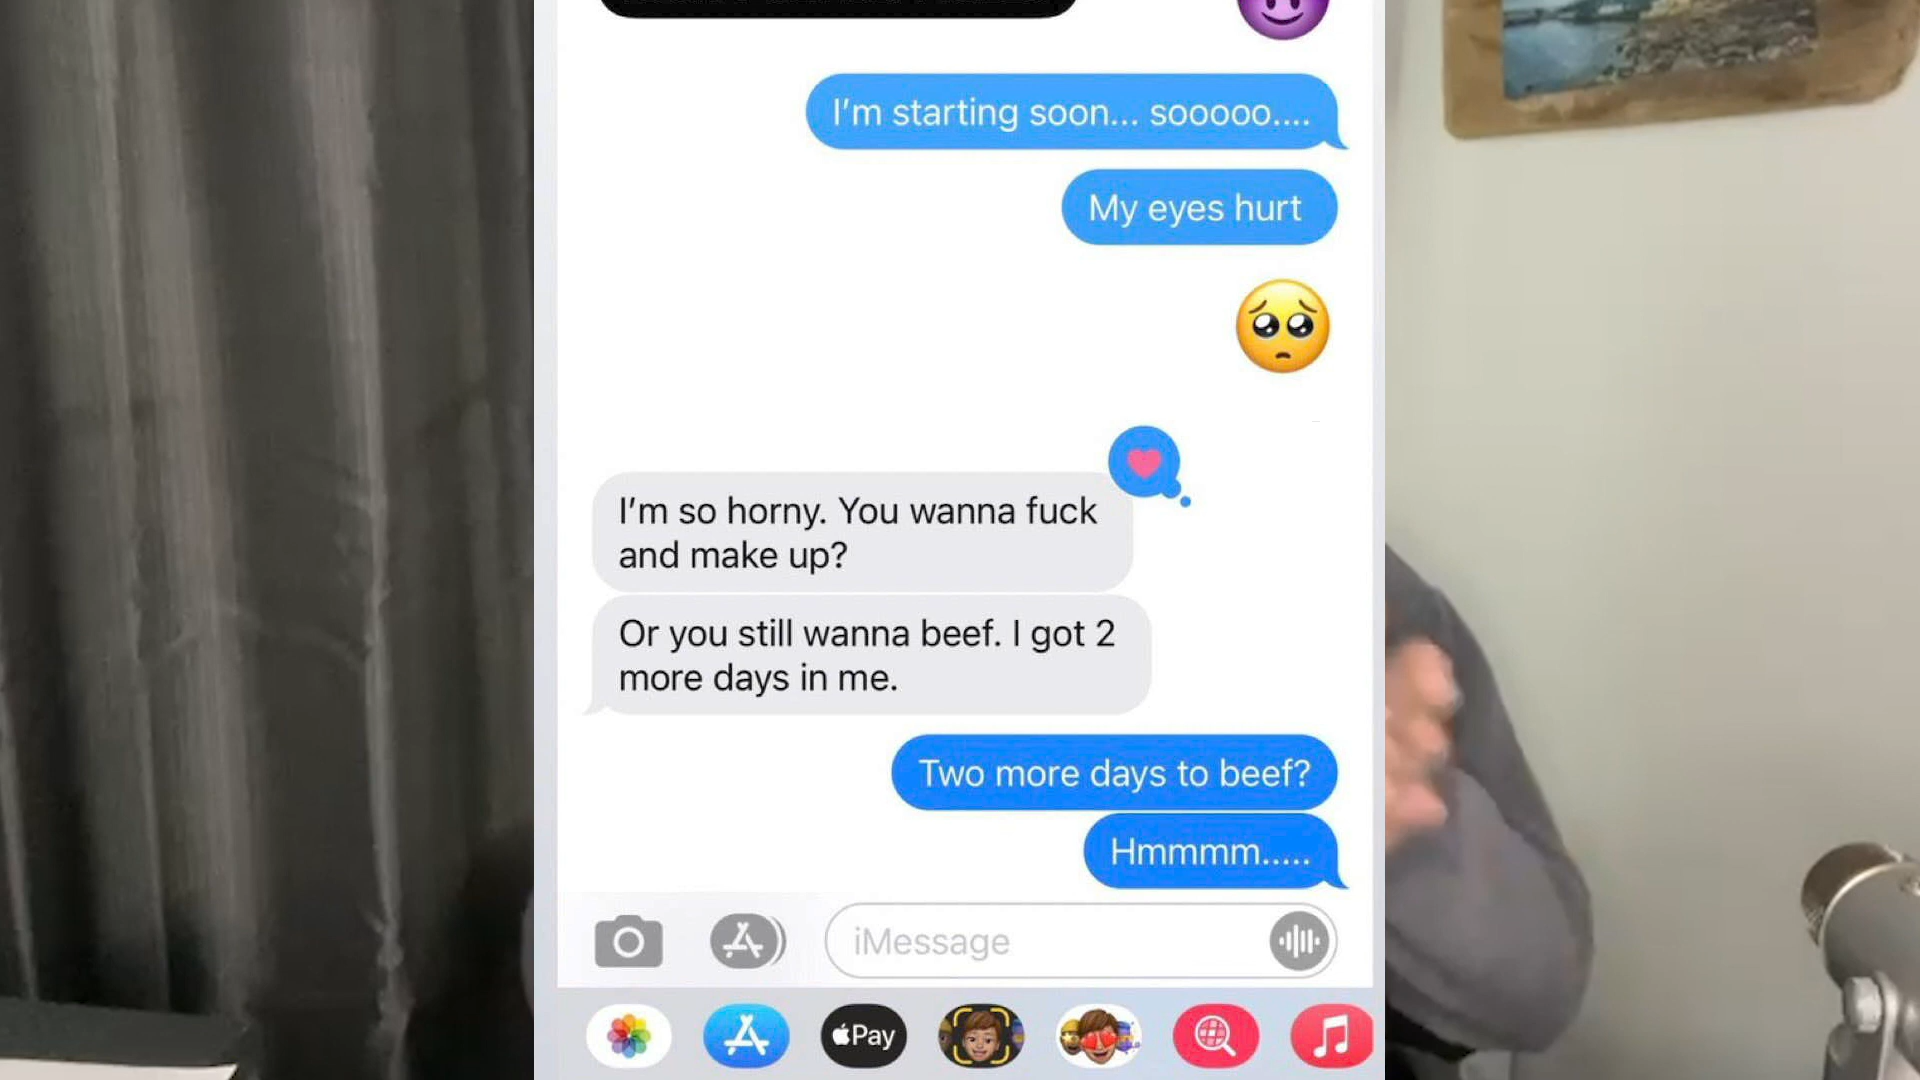 I'm starting soon... sooooo....
My eyes hurt
I'm so horny. You wanna fuck
and make up?
Or you still wanna beef. I got 2
more days in me.
Two more days to beef?
Hmmmm.....
iMessage
Pay